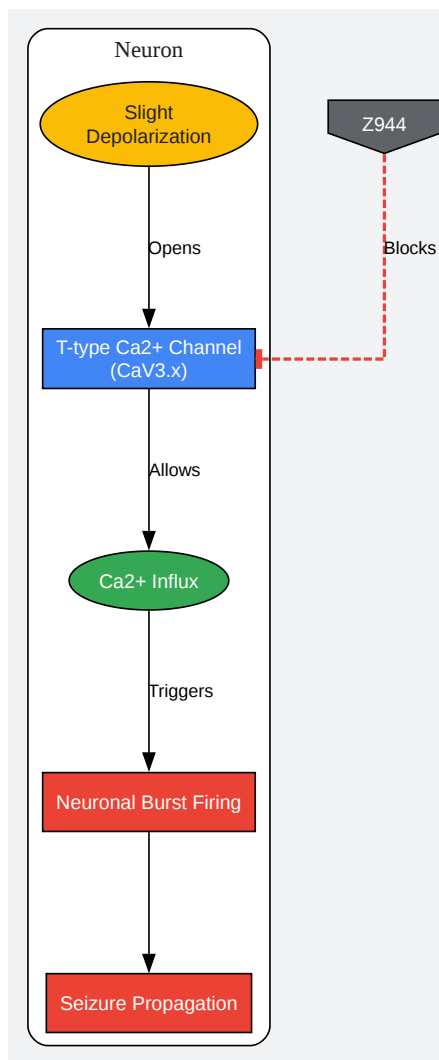 Neuron
Slight
Depolarization
Z944
Opens
Blocks
T-type Ca2+ Channel
(CaV3.x)
Allows
Ca2+ Influx
Triggers
Neuronal Burst Firing
Seizure Propagation